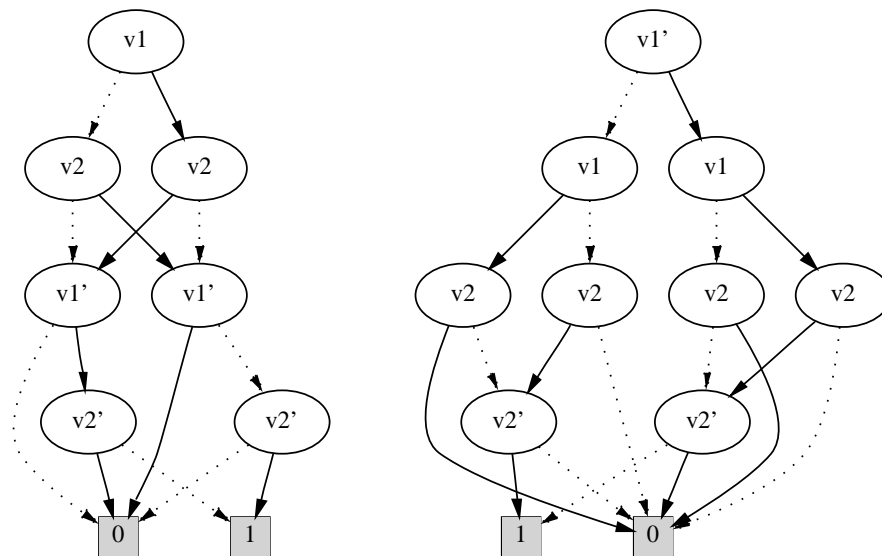 v1 v1’
v2 v2 v1 v1
v1’ v1’ v2 v2 v2 v2
v2’ v2’ v2’ v2’
0 1 1 0